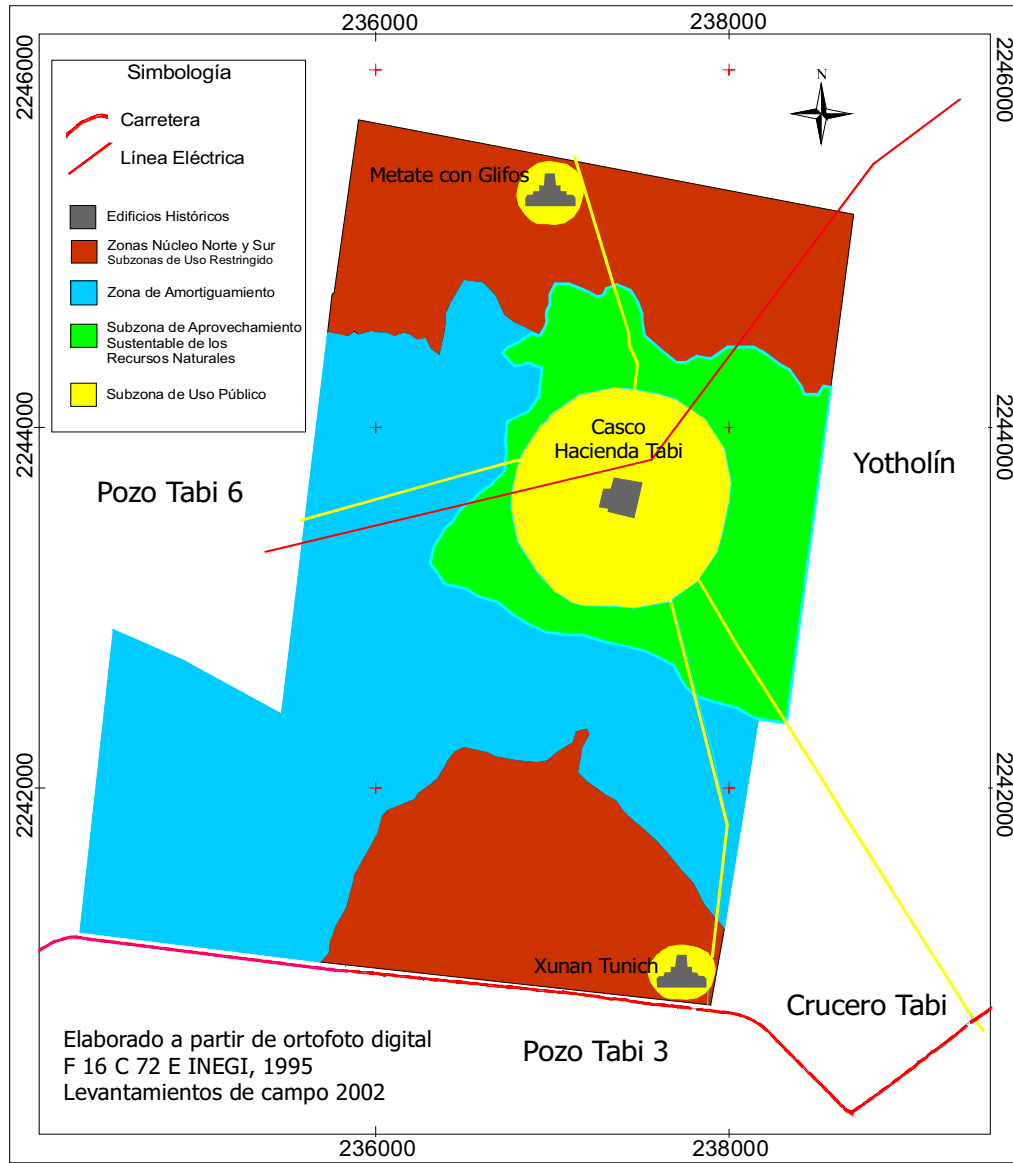 236000
238000
2246000
2246000
Simbología
Carretera
Línea Eléctrica
Edificios Históricos
Zonas Núcleo Norte y Sur
Subzonas de Uso Restringido
Zona de Amortiguamiento
Subzona de Aprovechamiento
Sustentable de los
Recursos Naturales
Subzona de Uso Público
N
Metate con Glifos
2244000
2244000
Casco
Hacienda Tabi
Yotholín
Pozo Tabi 6
2242000
2242000
Xunan Tunich
Crucero Tabi
Pozo Tabi 3
Elaborado a partir de ortofoto digital
F 16 C 72 E INEGI, 1995
Levantamientos de campo 2002
236000
238000